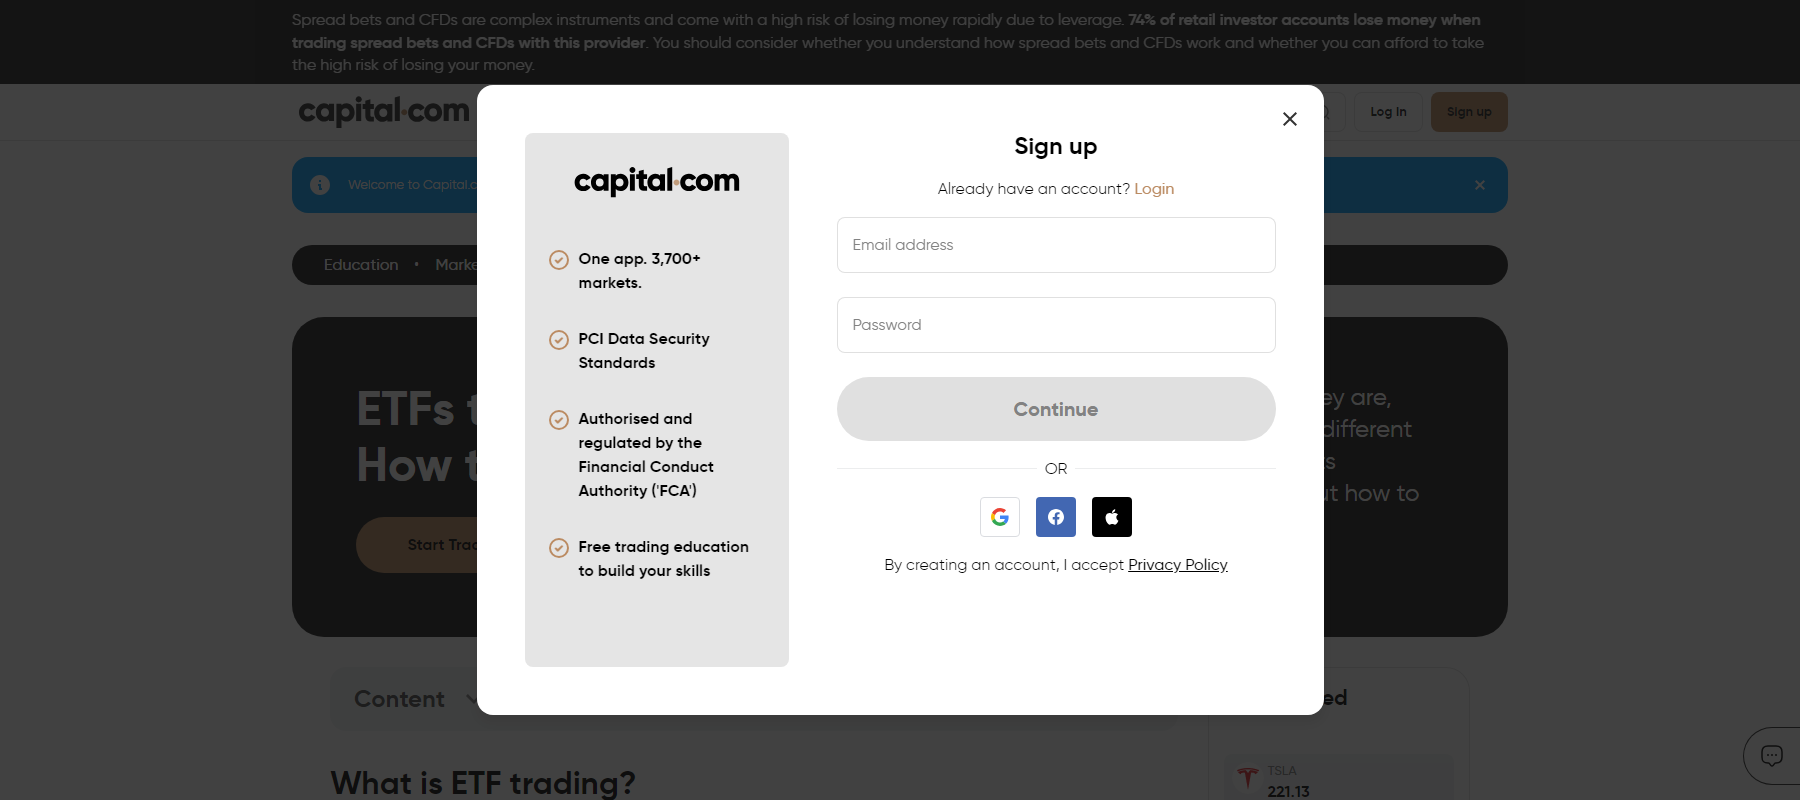 Spread bets and CFDs are complex instruments and come with a high risk of losing money rapidly due to leverage. 74% of retail investor accounts lose money when
trading spread bets and CFDs with this provider. You should consider whether you understand how spread bets and CFDs work and whether you can afford to take
the high risk of losing your money.
capital.com
Log In
Sign up
Welcome to Capital.c
Education • Marke
ETFs t
How t
Start Trad
ey are,
different
ut how to
capital.com
One app. 3,700+
markets.
PCI Data Security
Standards
Authorised and
regulated by the
Financial Conduct
Authority ('FCA')
Free trading education
to build your skills
Sign up
Already have an account? Login
Email address
Password
Continue
OR
By creating an account, I accept Privacy Policy
Content
What is ETF trading?
ed
TSLA
221.13